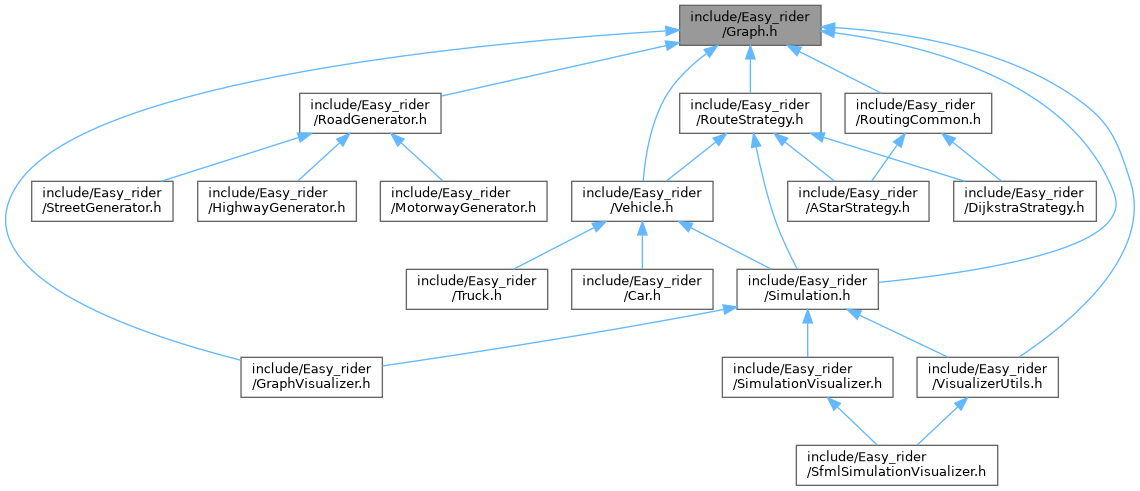 include/Easy_rider
/Graph.h
include/Easy_rider
/RoadGenerator.h
include/Easy_rider
/RouteStrategy.h
include/Easy_rider
/RoutingCommon.h
include/Easy_rider
/StreetGenerator.h
include/Easy_rider
/HighwayGenerator.h
include/Easy_rider
/MotorwayGenerator.h
include/Easy_rider
/Vehicle.h
include/Easy_rider
/AStarStrategy.h
include/Easy_rider
/DijkstraStrategy.h
include/Easy_rider
/Truck.h
include/Easy_rider
/Car.h
include/Easy_rider
/Simulation.h
include/Easy_rider
/GraphVisualizer.h
include/Easy_rider
/SimulationVisualizer.h
include/Easy_rider
/VisualizerUtils.h
include/Easy_rider
/SfmlSimulationVisualizer.h